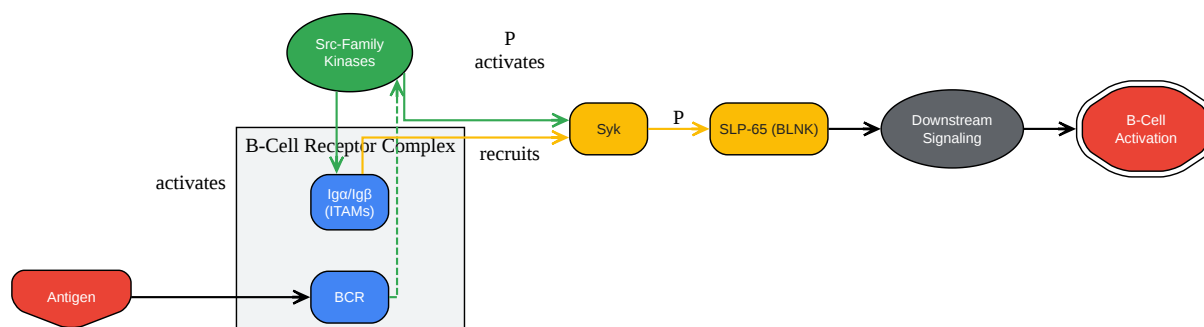 Src-Family
Kinases
P
activates
B-Cell Receptor Complex
recruits
Syk
P
SLP-65 (BLNK)
Downstream
Signaling
B-Cell
Activation
activates
Igα/Igβ
(ITAMs)
Antigen
BCR